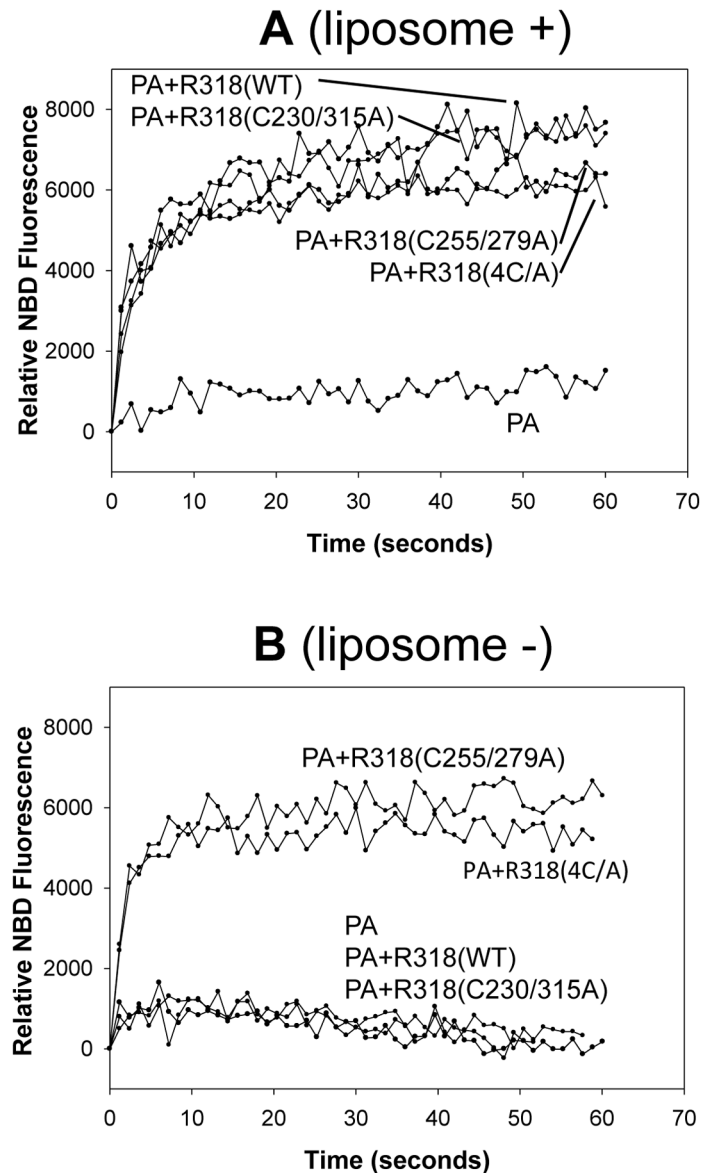 A (liposome +)
PA+R318(WT)
PA+R318(C230/315A)
PA+R318(C255/279A)
PA+R318(4C/A)
PA
Relative NBD Fluorescence
8000
6000
4000
2000
0
0 10 20 30 40 50 60 70
Time (seconds)
B (liposome -)
PA+R318(C255/279A)
PA+R318(4C/A)
PA
PA+R318(WT)
PA+R318(C230/315A)
Relative NBD Fluorescence
8000
6000
4000
2000
0
0 10 20 30 40 50 60 70
Time (seconds)